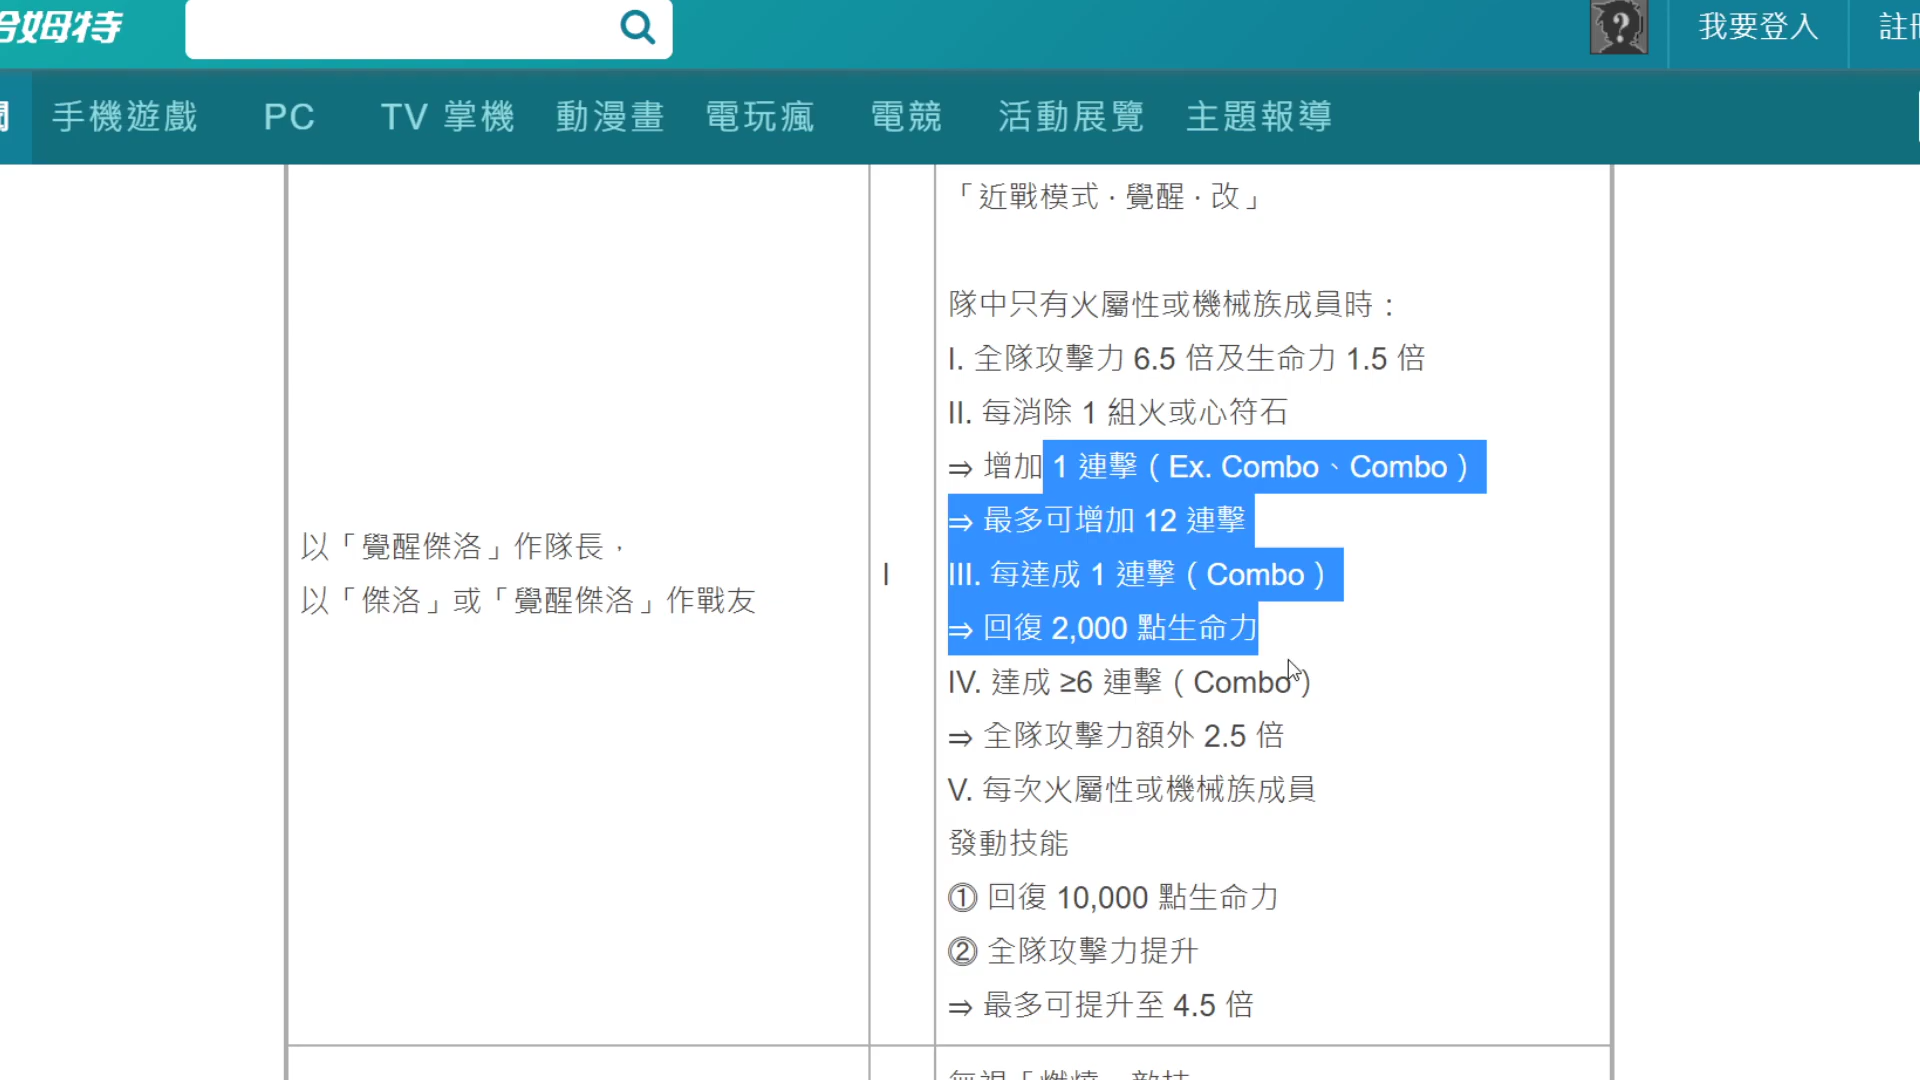 哈姆特
我要登入
註冊
手機遊戲
PC
TV 掌機
動漫畫
電玩瘋
電競
活動展覽
主題報導
「近戰模式 ‧ 覺醒 ‧ 改」
隊中只有火屬性或機械族成員時：
I. 全隊攻擊力 6.5 倍及生命力 1.5 倍
II. 每消除 1 組火或心符石
⇒ 增加 1 連擊（Ex. Combo、Combo）
⇒ 最多可增加 12 連擊
III. 每達成 1 連擊（Combo）
⇒ 回復 2,000 點生命力
以「覺醒傑洛」作隊長，
以「傑洛」或「覺醒傑洛」作戰友
I
IV. 達成 ≥6 連擊（Combo）
⇒ 全隊攻擊力額外 2.5 倍
V. 每次火屬性或機械族成員
發動技能
① 回復 10,000 點生命力
② 全隊攻擊力提升
⇒ 最多可提升至 4.5 倍
無視「燃燒」敵技